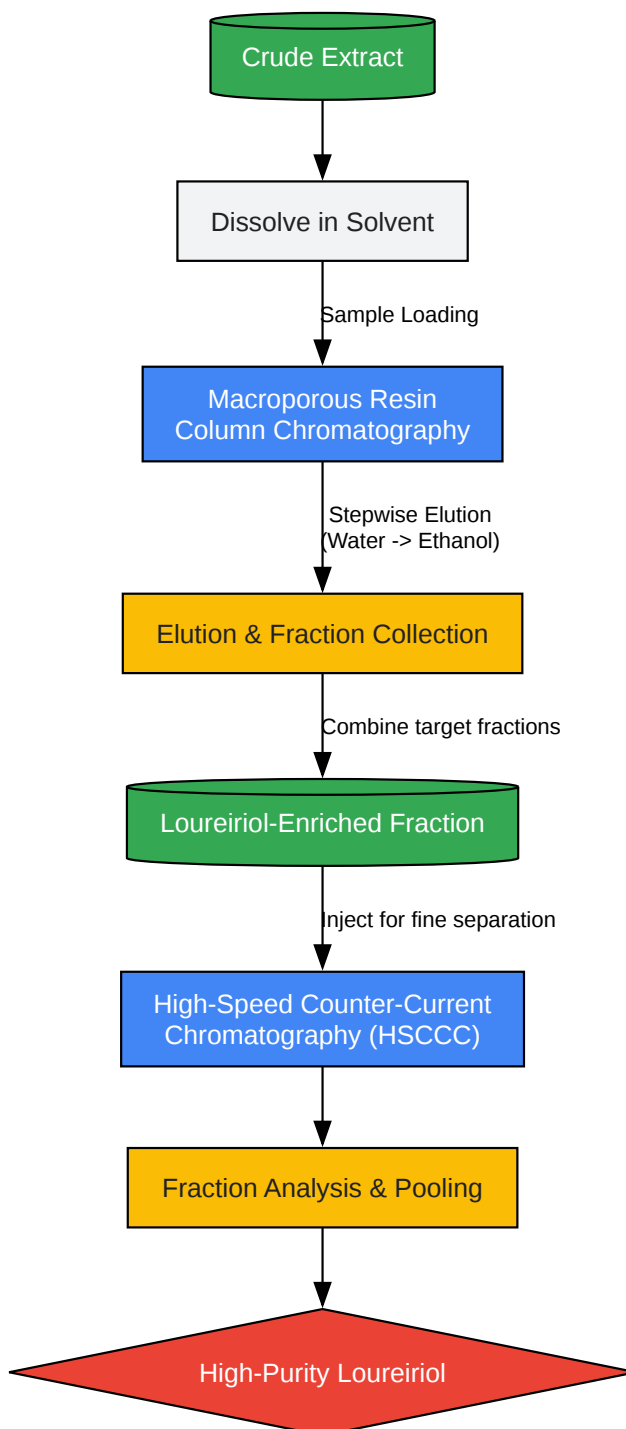 Crude Extract
Dissolve in Solvent
Sample Loading
Macroporous Resin
Column Chromatography
Stepwise Elution
(Water -> Ethanol)
Elution & Fraction Collection
Combine target fractions
Loureiriol-Enriched Fraction
Inject for fine separation
High-Speed Counter-Current
Chromatography (HSCCC)
Fraction Analysis & Pooling
High-Purity Loureiriol